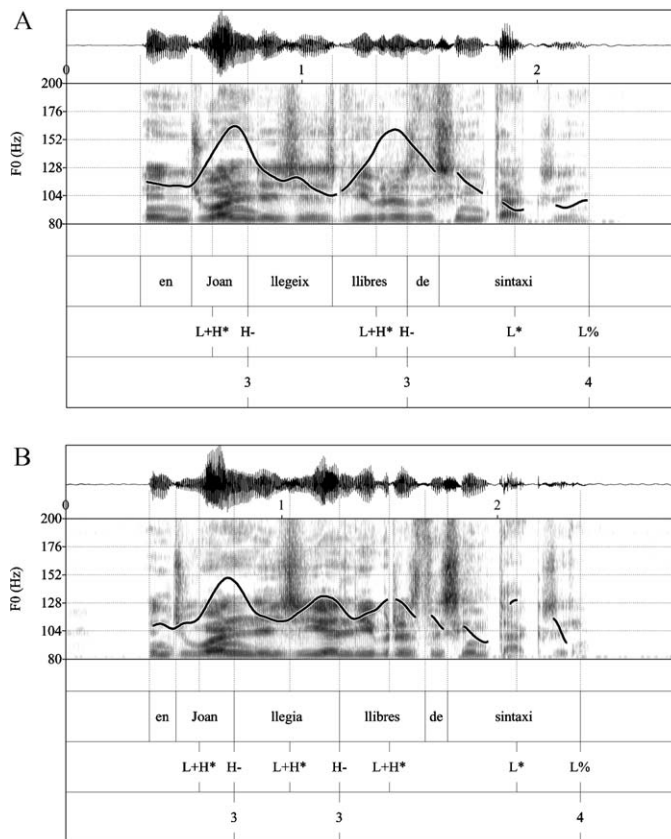 A
0 1 2
200
176
152
128
104
80
F0 (Hz)
en Joan llegeix llibres de sintaxi
L+H* H- L+H* H- L* L%
3 3 4
B
0 1 2
200
176
152
128
104
80
F0 (Hz)
en Joan llegia llibres de sintaxi
L+H* H- L+H* H- L+H* L* L%
3 3 4